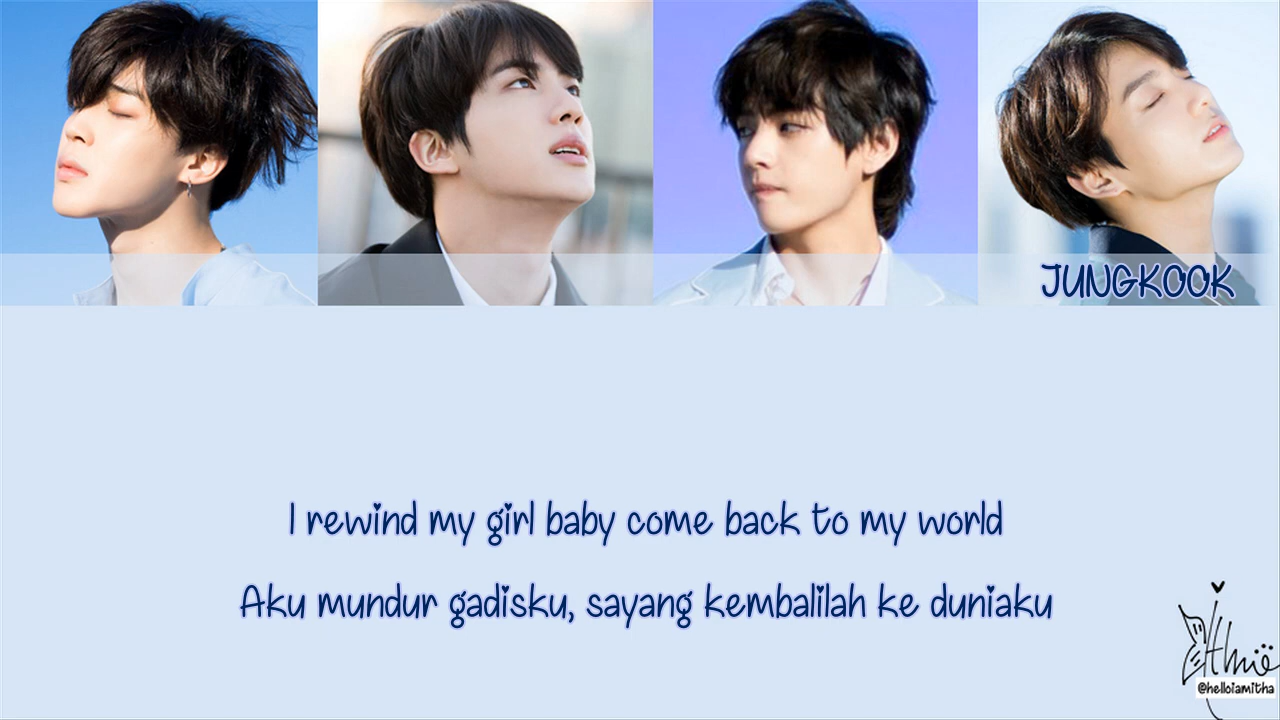 JUNGKOOK
I rewind my girl baby come back to my world
Aku mundur gadisku, sayang kembalilah ke duniaku
@helloiamitha